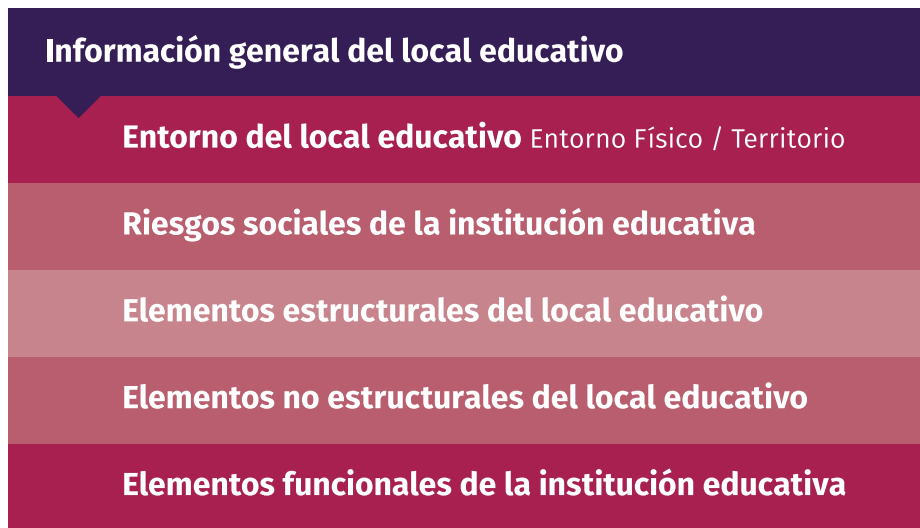 Información general del local educativo
Entorno del local educativo Entorno Físico / Territorio
Riesgos sociales de la institución educativa
Elementos estructurales del local educativo
Elementos no estructurales del local educativo
Elementos funcionales de la institución educativa